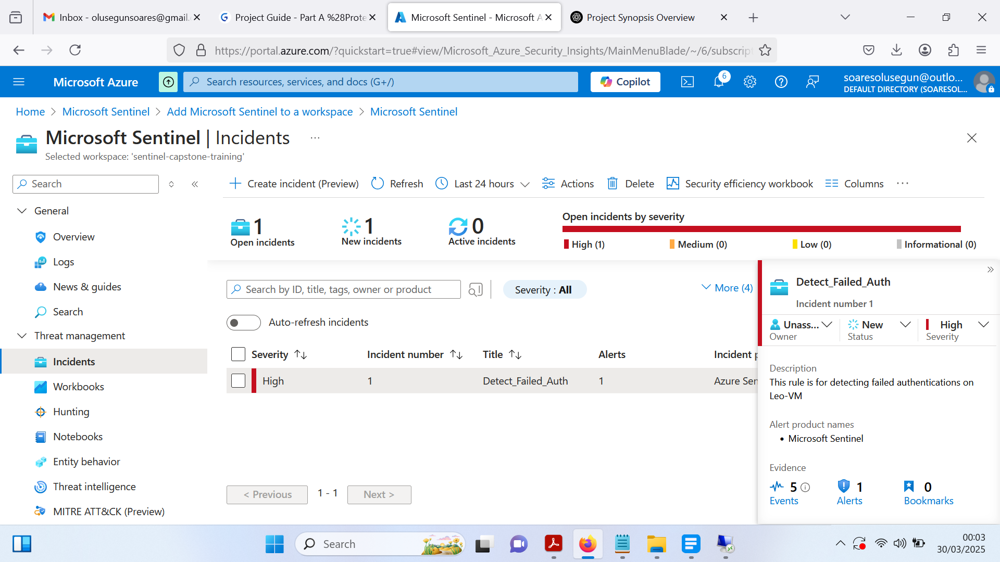 Inbox - olusegunsoares@gmail.c
Project Guide - Part A %28Prote
Microsoft Sentinel - Microsoft A
Project Synopsis Overview
https://portal.azure.com/?quickstart=true#view/Microsoft_Azure_Security_Insights/MainMenuBlade/~/6/subscript
Microsoft Azure
Search resources, services, and docs (G+/)
Copilot
6
soaresolusegun@outlo...
DEFAULT DIRECTORY (SOARESOL...
Home > Microsoft Sentinel > Add Microsoft Sentinel to a workspace > Microsoft Sentinel
Microsoft Sentinel | Incidents ...
Selected workspace: 'sentinel-capstone-training'
Search
General
Overview
Logs
News & guides
Search
Threat management
Incidents
Workbooks
Hunting
Notebooks
Entity behavior
Threat intelligence
MITRE ATT&CK (Preview)
Create incident (Preview)
Refresh
Last 24 hours
Actions
Delete
Security efficiency workbook
Columns
...
1
Open incidents
1
New incidents
0
Active incidents
Open incidents by severity
High (1)
Medium (0)
Low (0)
Informational (0)
Search by ID, title, tags, owner or product
Severity : All
More (4)
Auto-refresh incidents
Severity
Incident number
Title
Alerts
Incident p
High
1
Detect_Failed_Auth
1
Azure Sen
< Previous
1 - 1
Next >
Detect_Failed_Auth
Incident number 1
Unass...
Owner
New
Status
High
Severity
Description
This rule is for detecting failed authentications on
Leo-VM
Alert product names
• Microsoft Sentinel
Evidence
5
Events
1
Alerts
0
Bookmarks
Search
00:03
30/03/2025